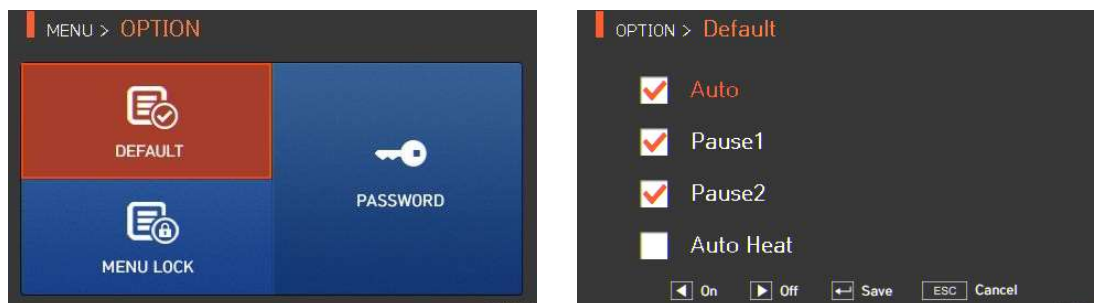 MENU > OPTION
DEFAULT
PASSWORD
MENU LOCK
OPTION > Default
Auto
Pause1
Pause2
Auto Heat
On Off Save ESC Cancel